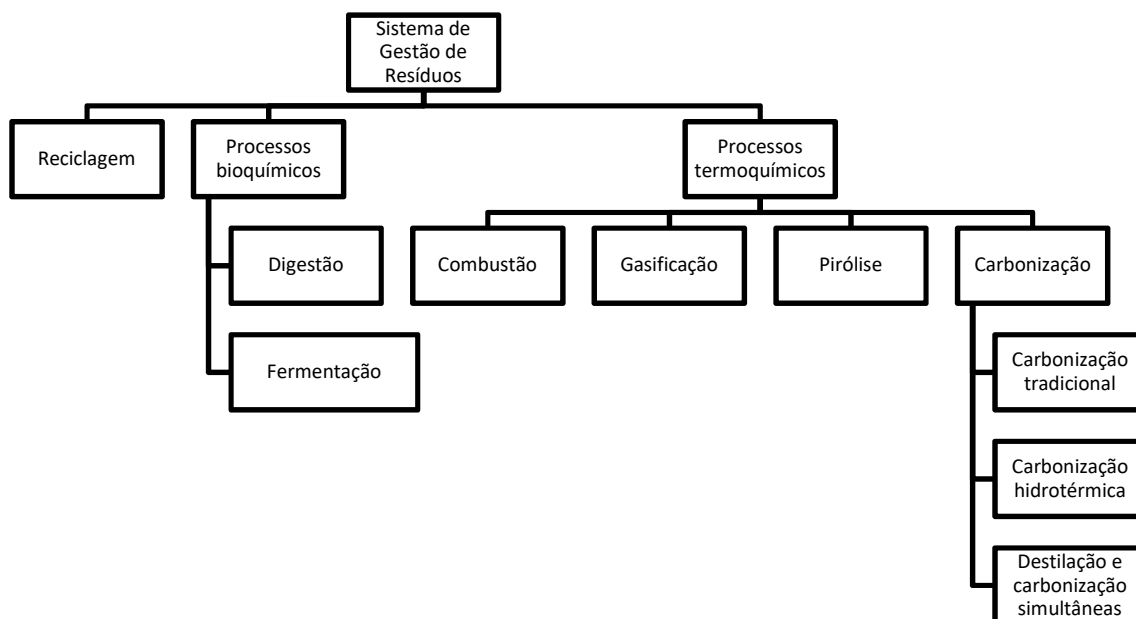 Sistema de
Gestão de
Resíduos
Reciclagem
Processos
bioquímicos
Processos
termoquímicos
Digestão
Combustão
Gasificação
Pirólise
Carbonização
Fermentação
Carbonização
tradicional
Carbonização
hidrotérmica
Destilação e
carbonização
simultâneas